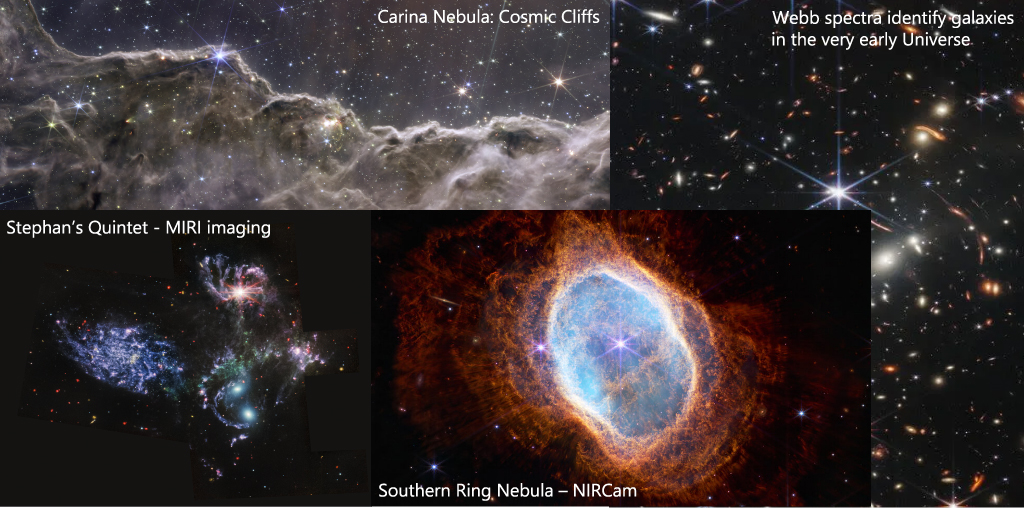 Carina Nebula: Cosmic Cliffs
Webb spectra identify galaxies
in the very early Universe
Stephan’s Quintet - MIRI imaging
Southern Ring Nebula – NIRCam